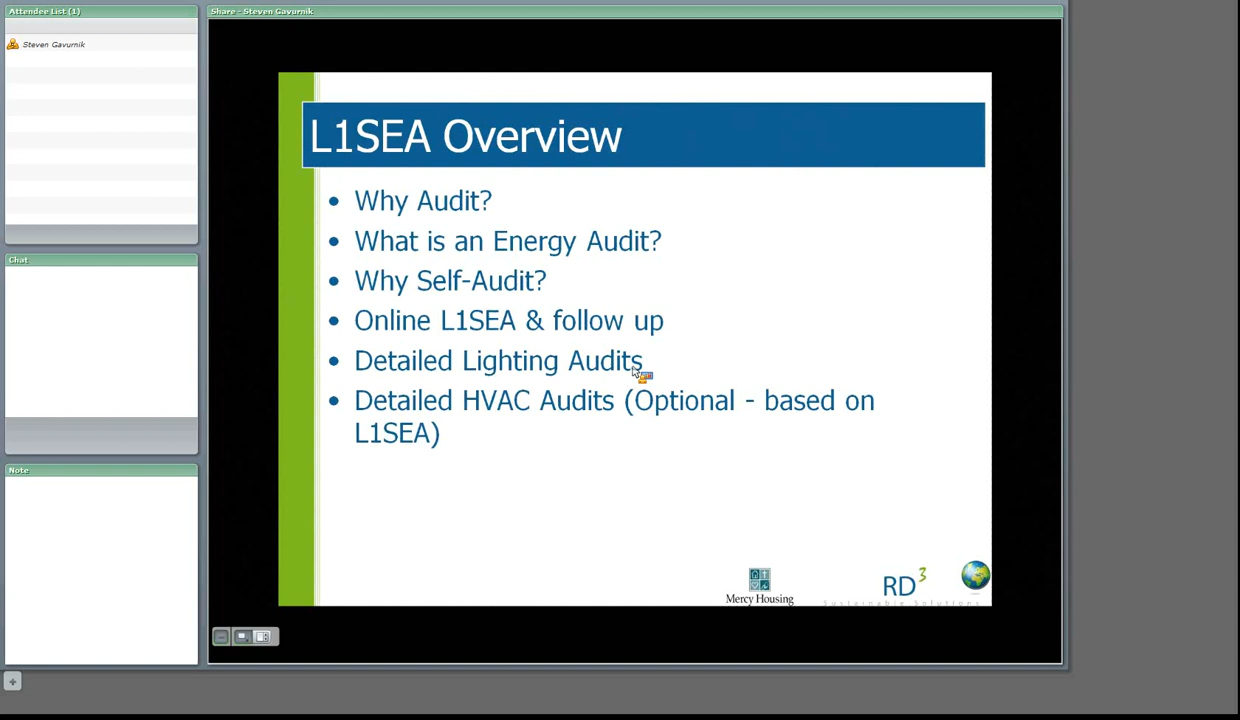 Attendee List (1)
Steven Gavurnik
Chat
Note
Share - Steven Gavurnik
L1SEA Overview
• Why Audit?
• What is an Energy Audit?
• Why Self-Audit?
• Online L1SEA & follow up
• Detailed Lighting Audits
• Detailed HVAC Audits (Optional - based on
L1SEA)
Mercy Housing
RD3
Sustainable Solutions